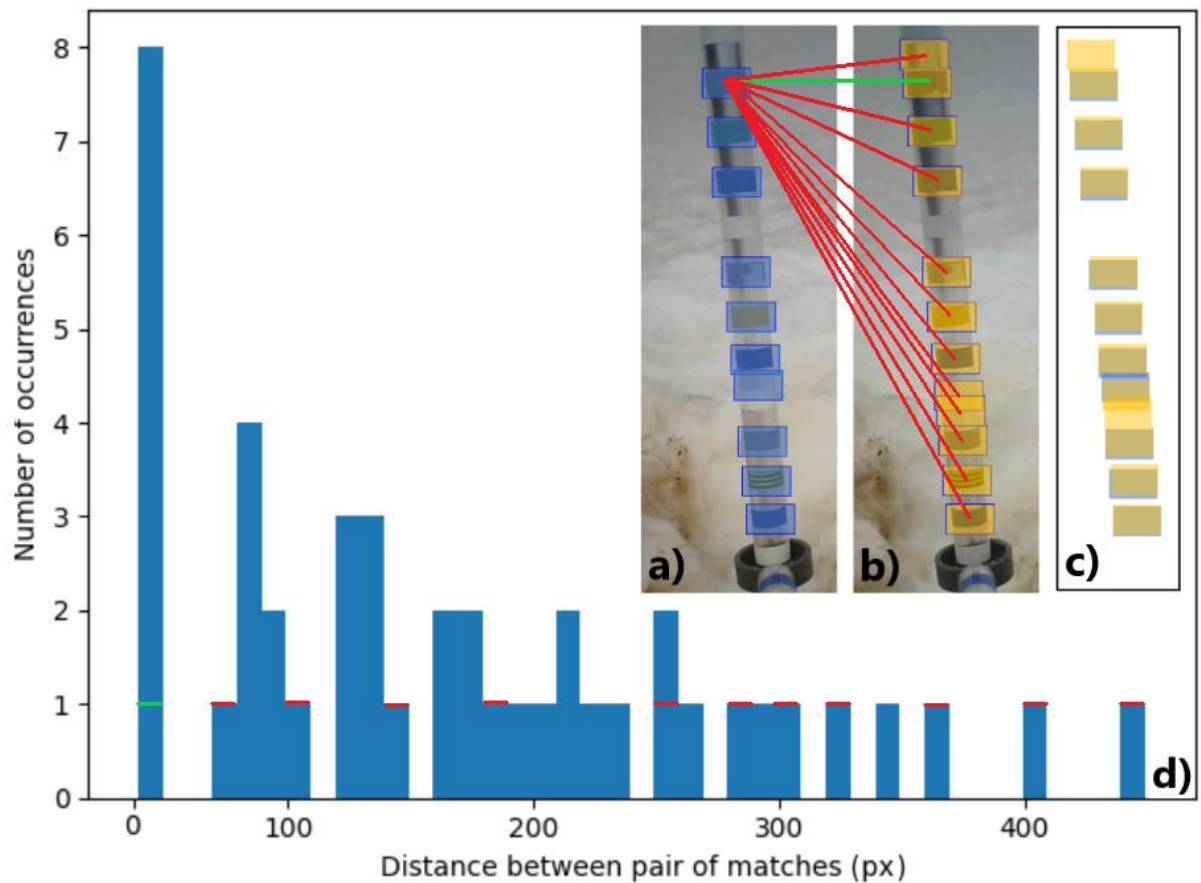 Number of occurrences
8
7
6
5
4
3
2
1
0
a)
b)
c)
d)
0 100 200 300 400
Distance between pair of matches (px)